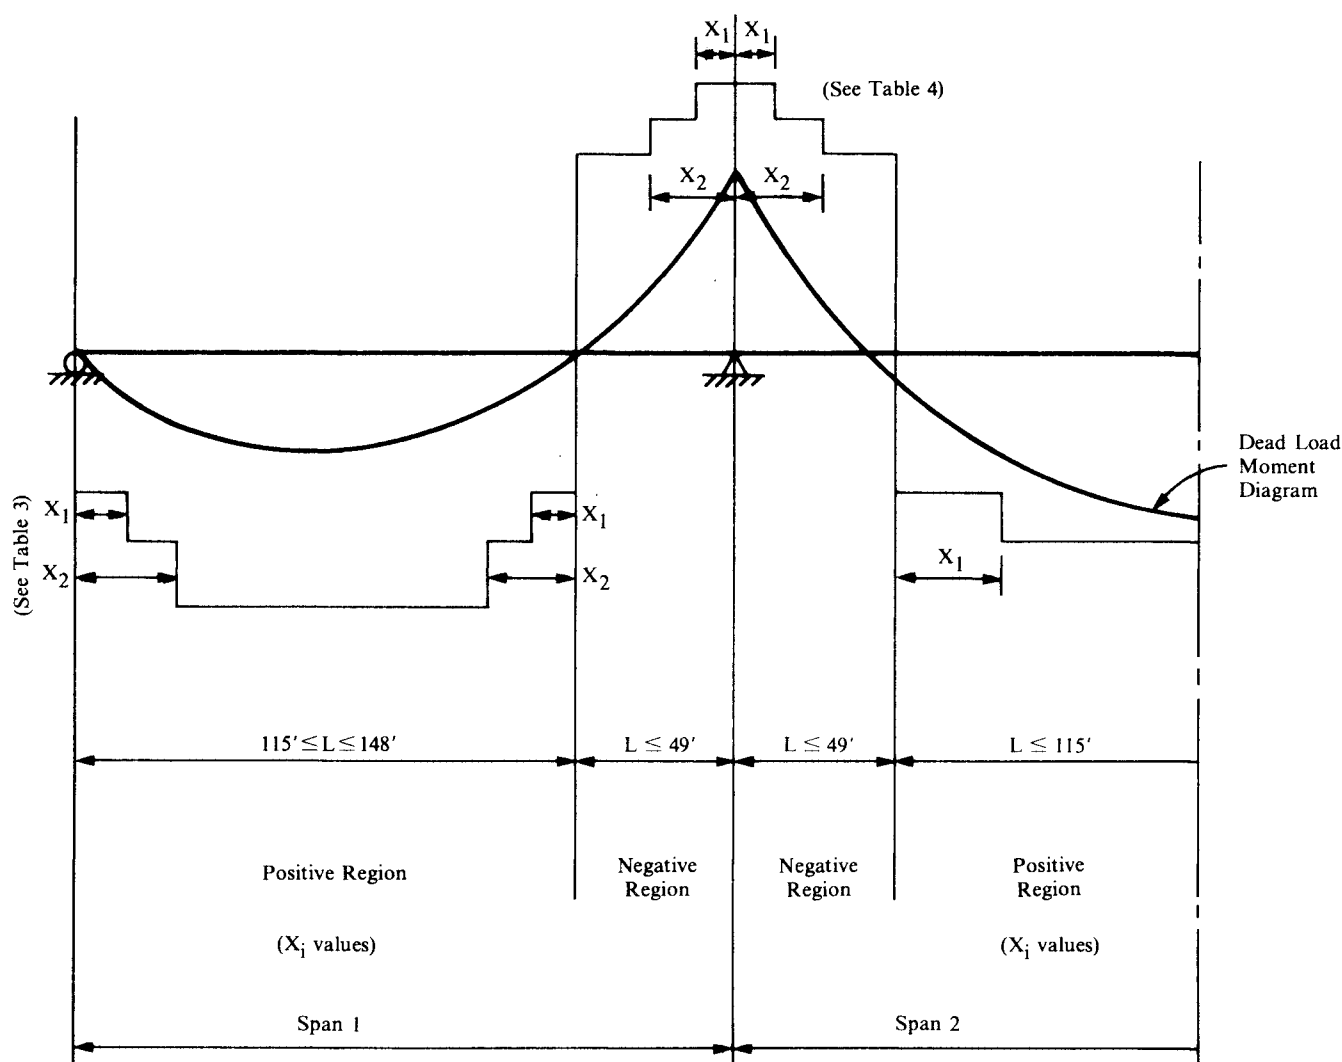 X1 X1
(See Table 4)
X2 X2
Dead Load
Moment
Diagram
(See Table 3)
X1 X1
X2 X2
X1
115′ ≤ L ≤ 148′ L ≤ 49′ L ≤ 49′ L ≤ 115′
Positive Region
Negative
Region
Negative
Region
Positive
Region
(Xi values) (Xi values)
Span 1 Span 2